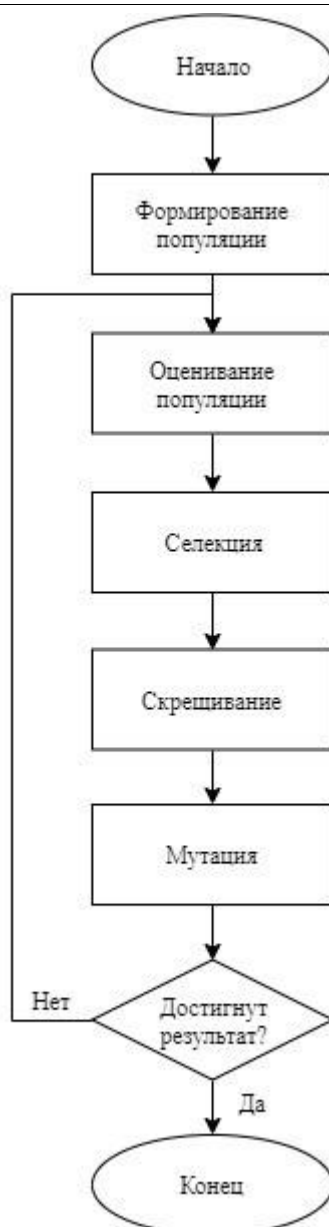 Начало
Формирование
популяции
Оценивание
популяции
Селекция
Скрещивание
Мутация
Нет
Достигнут
результат?
Да
Конец